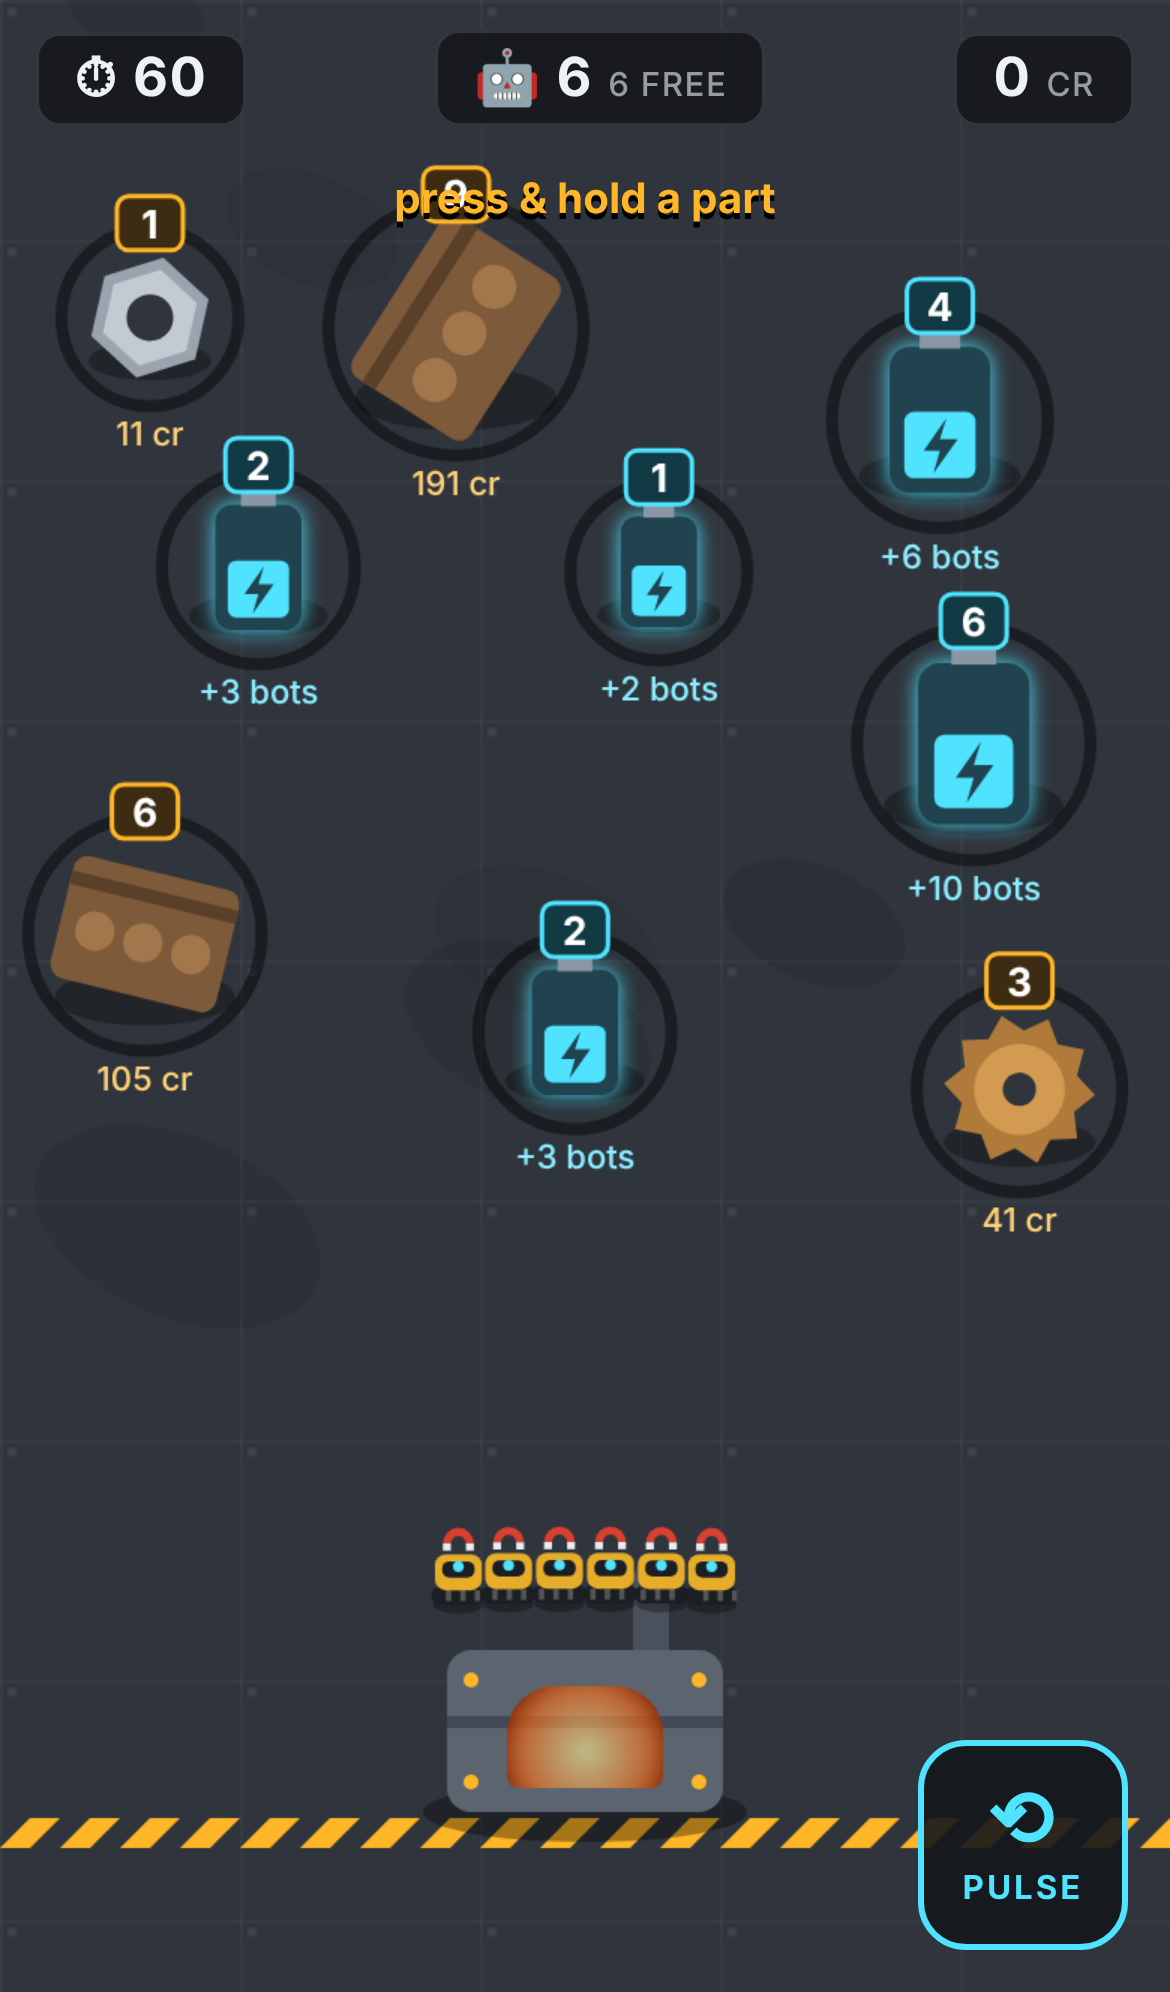 60
6 6 FREE
0 CR
press & hold a part
1
11 cr
191 cr
4
+6 bots
2
+3 bots
1
+2 bots
6
+10 bots
6
105 cr
2
+3 bots
3
41 cr
PULSE